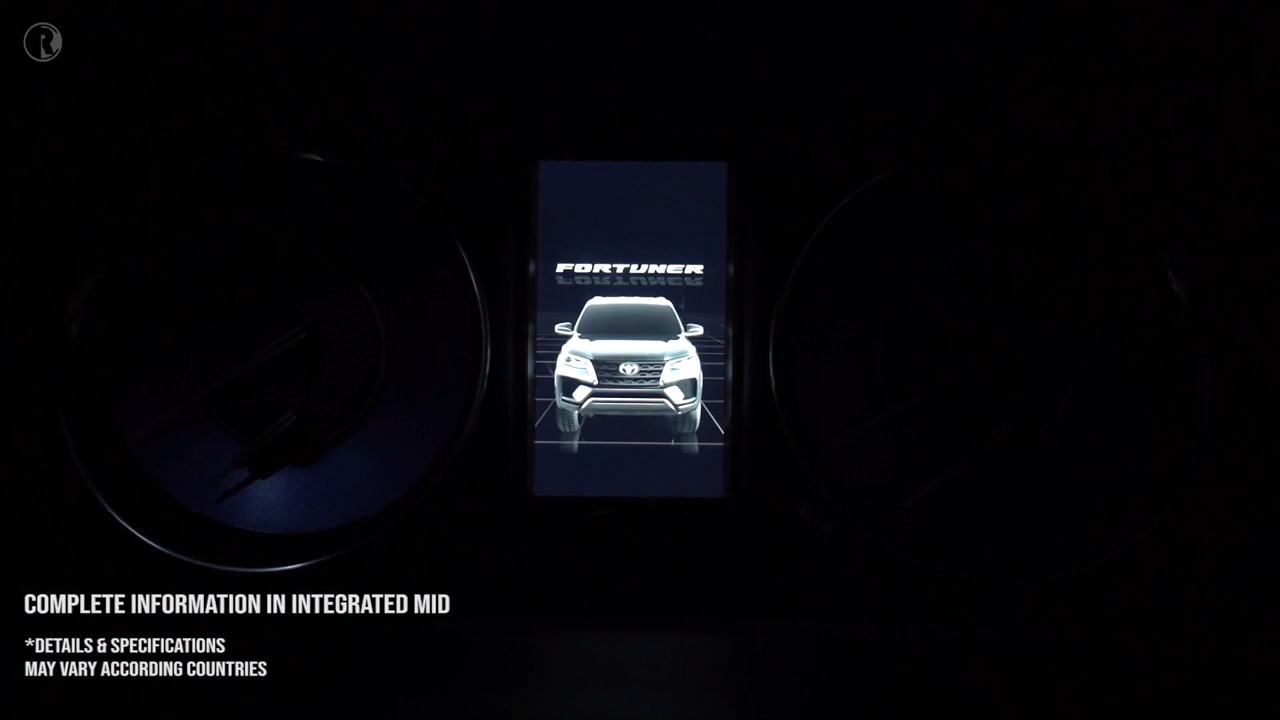 R
FORTUNER
COMPLETE INFORMATION IN INTEGRATED MID
*DETAILS & SPECIFICATIONS
MAY VARY ACCORDING COUNTRIES